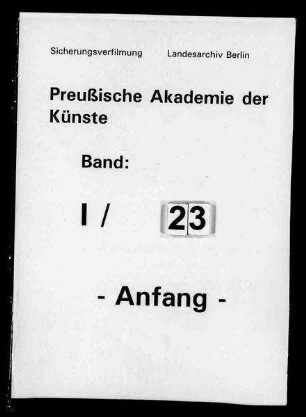 Sicherungsverfilmung Landesarchiv Berlin
Preußische Akademie der
Künste
Band:
I / 23
- Anfang -